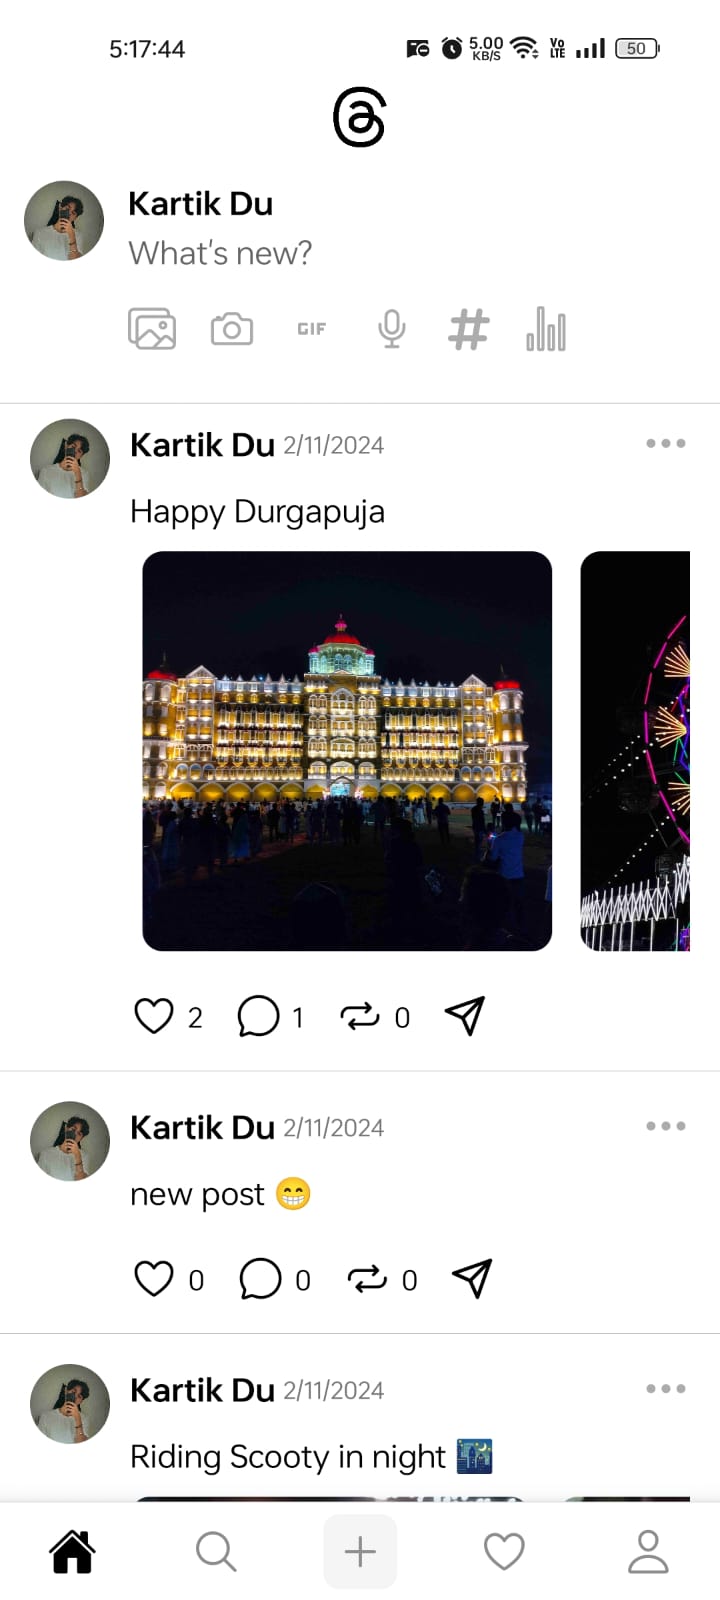 5:17:44
5.00 KB/S
Vo LTE
50
Kartik Du
What's new?
GIF
Kartik Du 2/11/2024
Happy Durgapuja
2 1 0
Kartik Du 2/11/2024
new post 😁
0 0 0
Kartik Du 2/11/2024
Riding Scooty in night 🌃